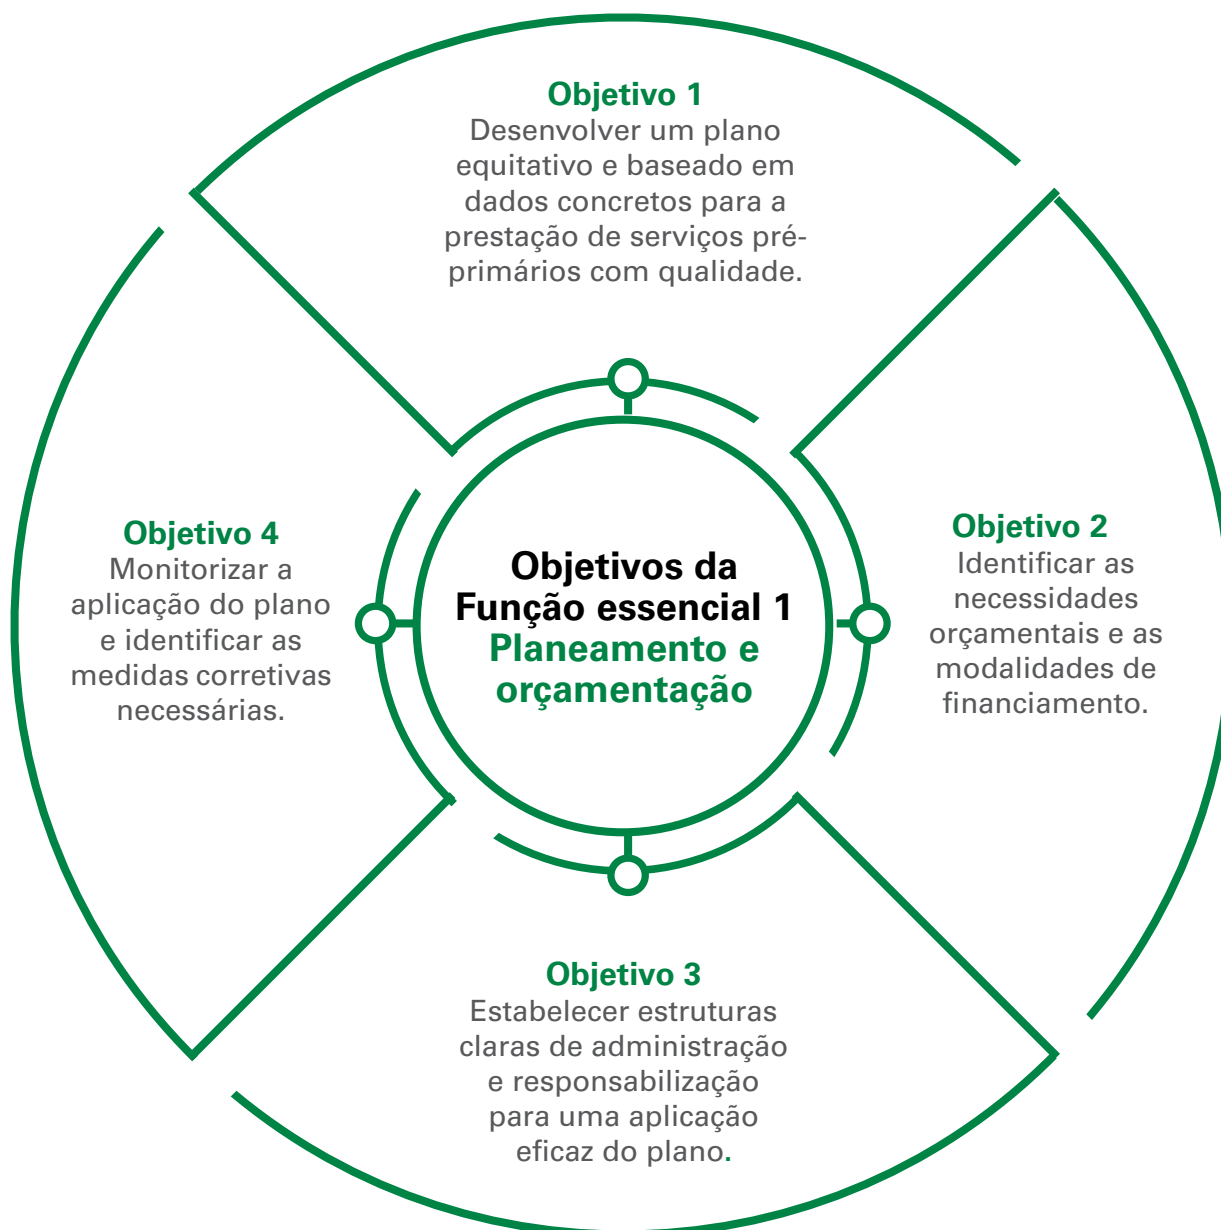 Objetivo 1
Desenvolver um plano
equitativo e baseado em
dados concretos para a
prestação de serviços pré-
primários com qualidade.
Objetivo 4
Monitorizar a
aplicação do plano
e identificar as
medidas corretivas
necessárias.
Objetivos da
Função essencial 1
Planeamento e
orçamentação
Objetivo 2
Identificar as
necessidades
orçamentais e as
modalidades de
financiamento.
Objetivo 3
Estabelecer estruturas
claras de administração
e responsabilização
para uma aplicação
eficaz do plano.